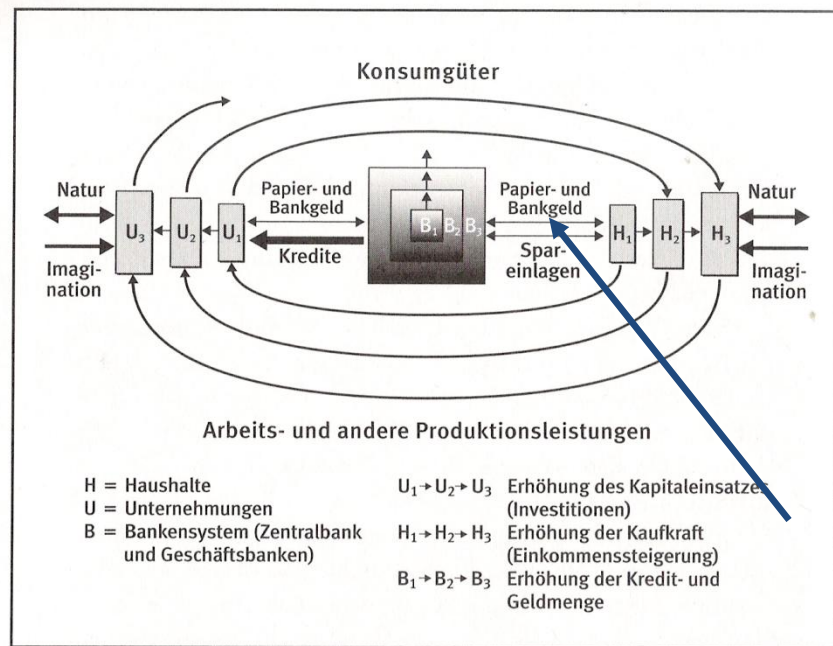 Konsumgüter
Natur
Imagi-
nation
U₃
U₂
U₁
Papier- und
Bankgeld
Kredite
B₁ B₂ B₃
Papier- und
Bankgeld
Spar-
einlagen
H₁
H₂
H₃
Natur
Imagi-
nation
Arbeits- und andere Produktionsleistungen
H = Haushalte
U = Unternehmungen
B = Bankensystem (Zentralbank
und Geschäftsbanken)
U₁→U₂→U₃ Erhöhung des Kapitaleinsatzes
(Investitionen)
H₁→H₂→H₃ Erhöhung der Kaufkraft
(Einkommenssteigerung)
B₁→B₂→B₃ Erhöhung der Kredit- und
Geldmenge